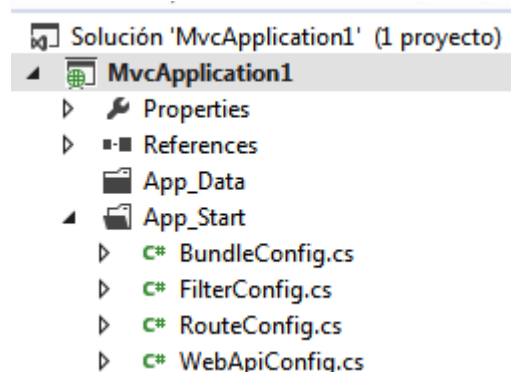 Solución 'MvcApplication1' (1 proyecto)
MvcApplication1
Properties
References
App_Data
App_Start
C# BundleConfig.cs
C# FilterConfig.cs
C# RouteConfig.cs
C# WebApiConfig.cs